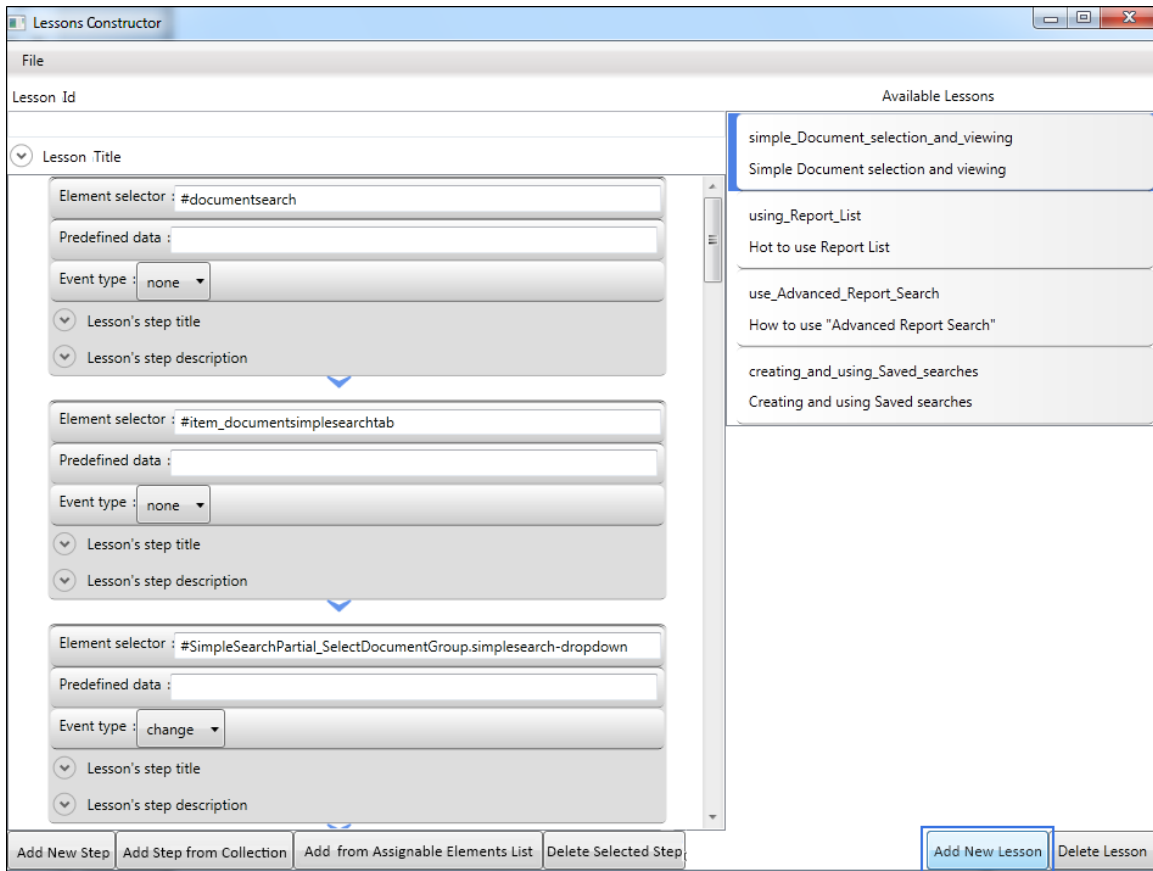 Lessons Constructor
File
Lesson Id
Available Lessons
Lesson Title
Element selector : #documentsearch
Predefined data :
Event type : none
Lesson's step title
Lesson's step description
Element selector : #item_documentsimplesearchtab
Predefined data :
Event type : none
Lesson's step title
Lesson's step description
Element selector : #SimpleSearchPartial_SelectDocumentGroup.simplesearch-dropdown
Predefined data :
Event type : change
Lesson's step title
Lesson's step description
simple_Document_selection_and_viewing
Simple Document selection and viewing
using_Report_List
Hot to use Report List
use_Advanced_Report_Search
How to use "Advanced Report Search"
creating_and_using_Saved_searches
Creating and using Saved searches
Add New Step Add Step from Collection Add from Assignable Elements List Delete Selected Step Add New Lesson Delete Lesson